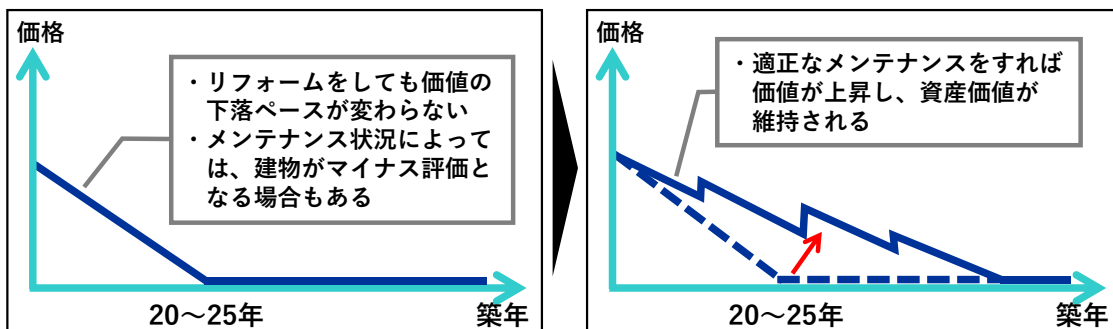 価格
・リフォームをしても価値の
下落ペースが変わらない
・メンテナンス状況によって
は、建物がマイナス評価と
なる場合もある
20～25年
築年
価格
・適正なメンテナンスをすれば
価値が上昇し、資産価値が
維持される
20～25年
築年